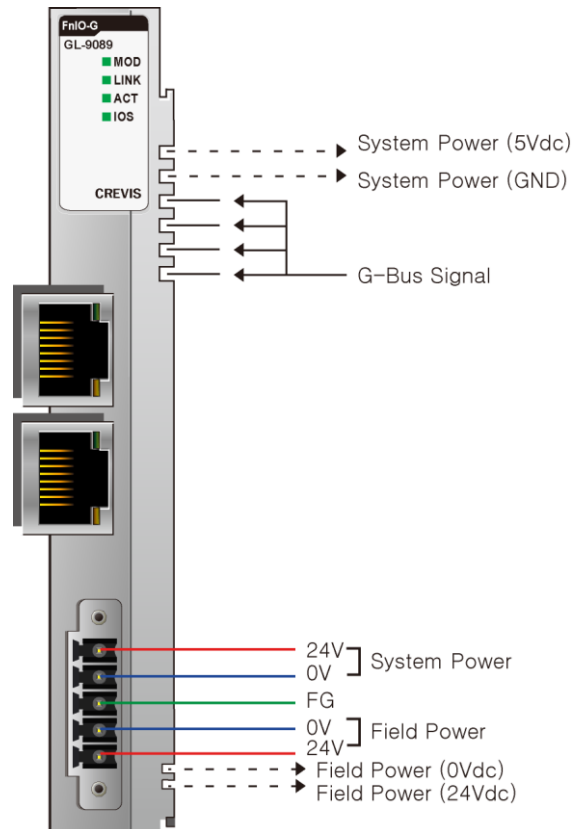 FnIO-G
GL-9089
MOD
LINK
ACT
IOS
CREVIS
System Power (5Vdc)
System Power (GND)
G-Bus Signal
24V
0V
System Power
FG
0V
24V
Field Power
Field Power (0Vdc)
Field Power (24Vdc)